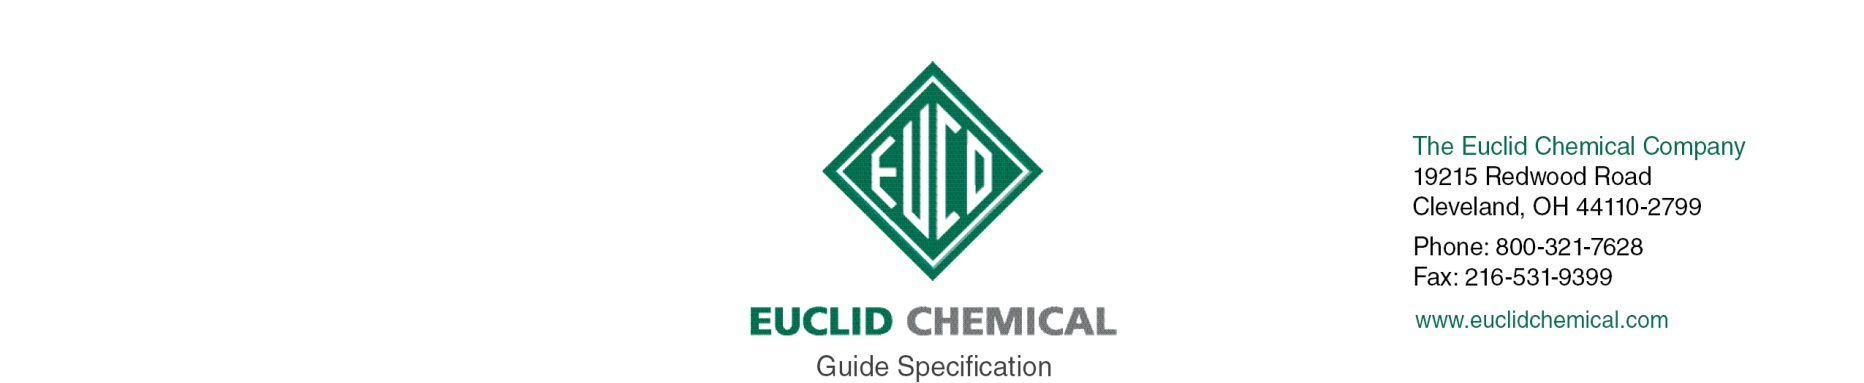 EUCO
EUCLID CHEMICAL
Guide Specification
The Euclid Chemical Company
19215 Redwood Road
Cleveland, OH 44110-2799
Phone: 800-321-7628
Fax: 216-531-9399
www.euclidchemical.com